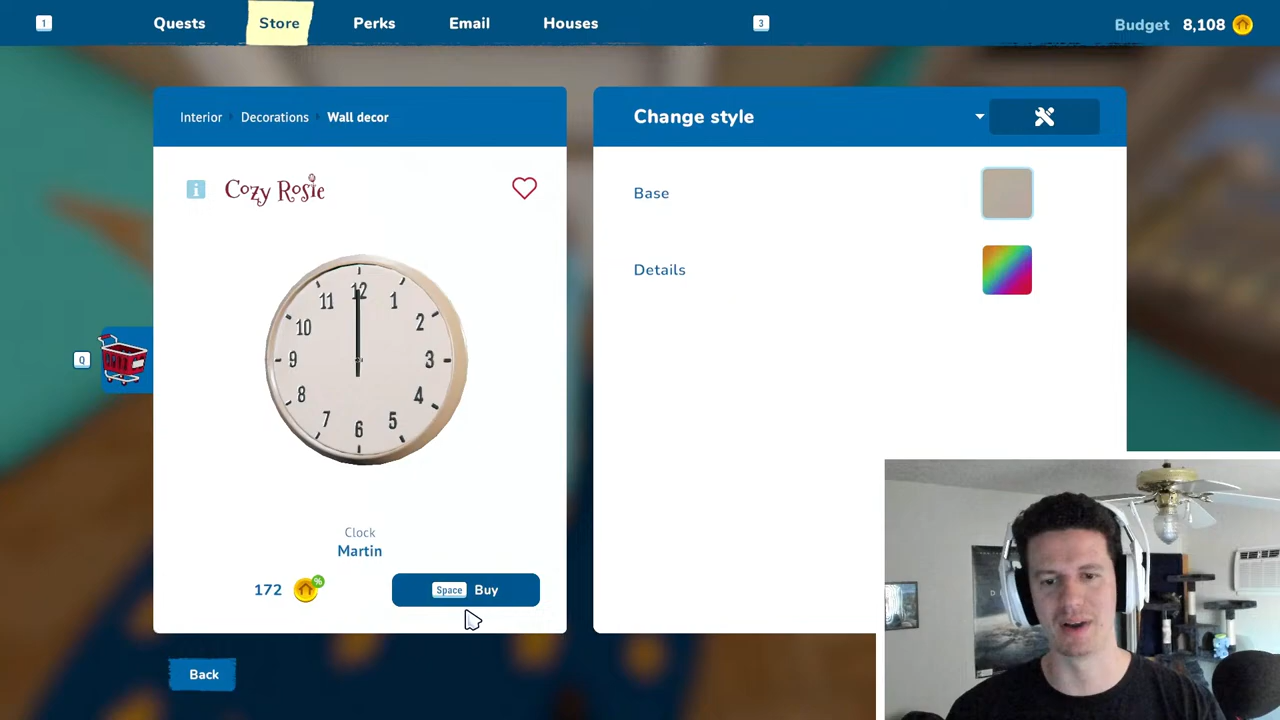 1
Quests
Store
Perks
Email
Houses
3
Budget 8,108
Interior
Decorations
Wall decor
Change style
i
Cozy Rosie
Base
Details
12
11 1
10 2
9 3
8 4
7 5
6
Q
Clock
Martin
172
%
Space Buy
Back